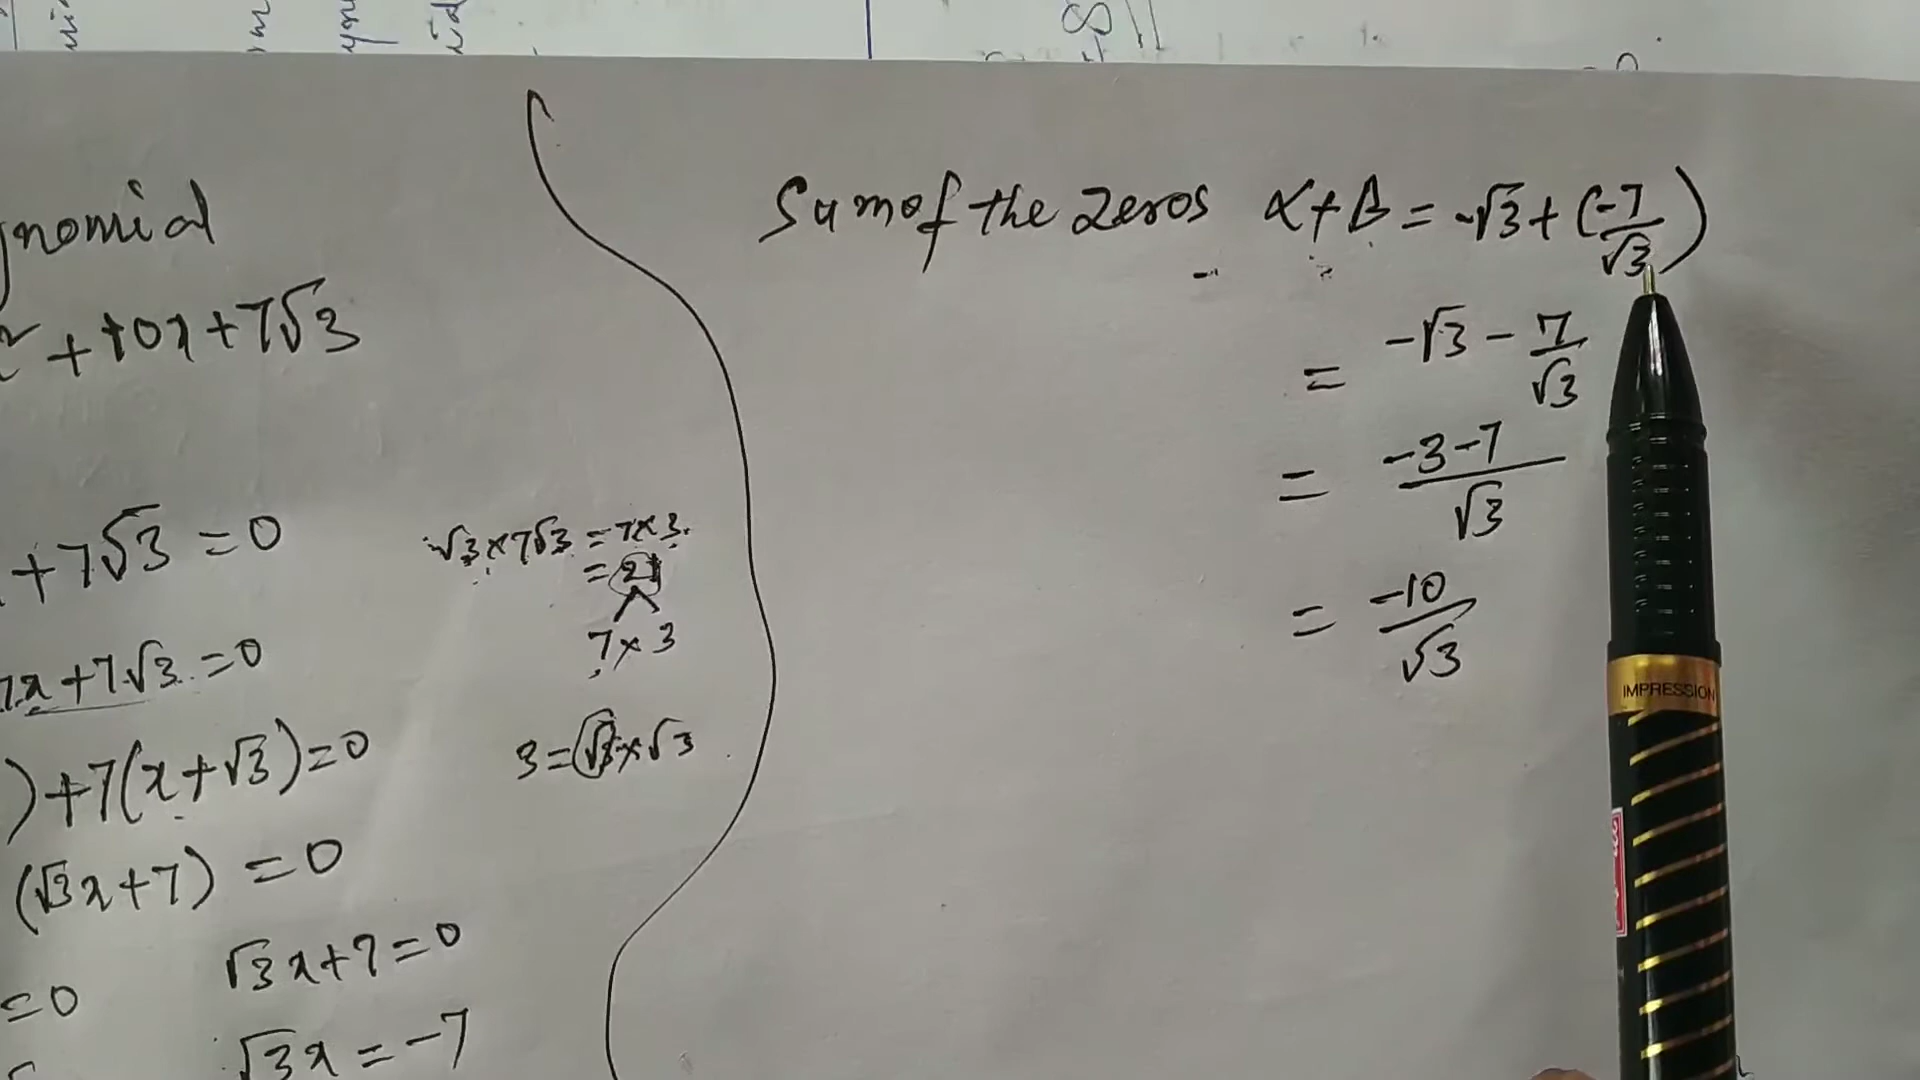 nomial
+ 10x + 7√3
+ 7√3 = 0
7x + 7√3 = 0
) + 7(x + √3) = 0
(√3x + 7) = 0
= 0
√3x + 7 = 0
√3x = -7
√3 × 7√3 = 7 × 3
= 21
7 × 3
3 = √3 × √3
Sum of the zeros α + β = -√3 + (-7/√3)
= -√3 - 7/√3
= -3-7/√3
= -10/√3
IMPRESSION